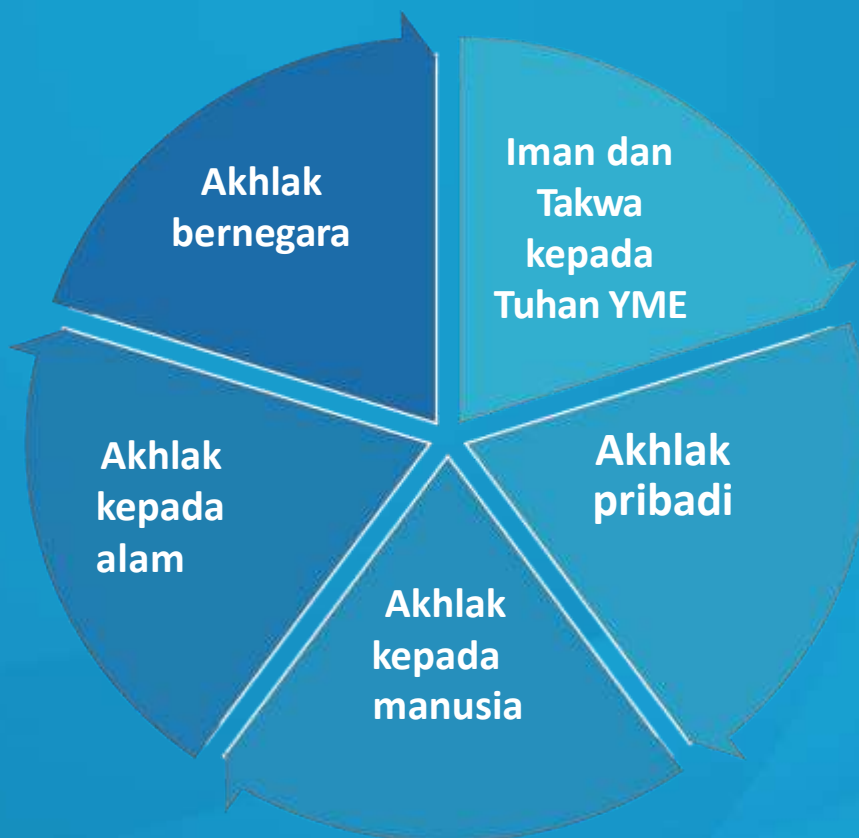 Iman dan
Takwa
kepada
Tuhan YME
Akhlak
pribadi
Akhlak
kepada
manusia
Akhlak
kepada
alam
Akhlak
bernegara